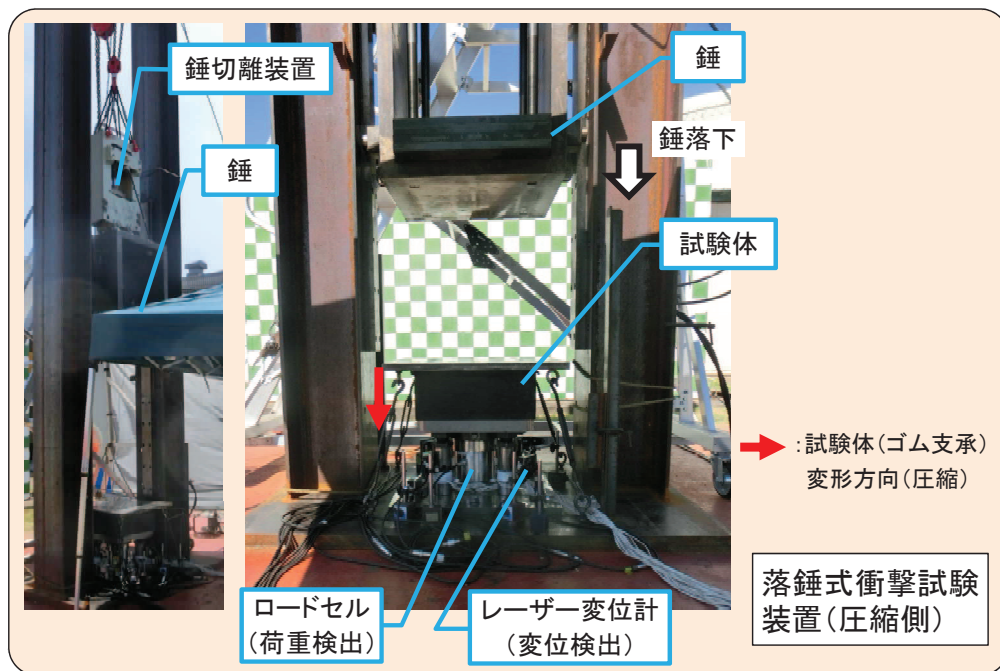 錘切離装置
錘
錘
錘落下
試験体
:試験体(ゴム支承)
変形方向(圧縮)
ロードセル
(荷重検出)
レーザー変位計
(変位検出)
落錘式衝撃試験
装置(圧縮側)